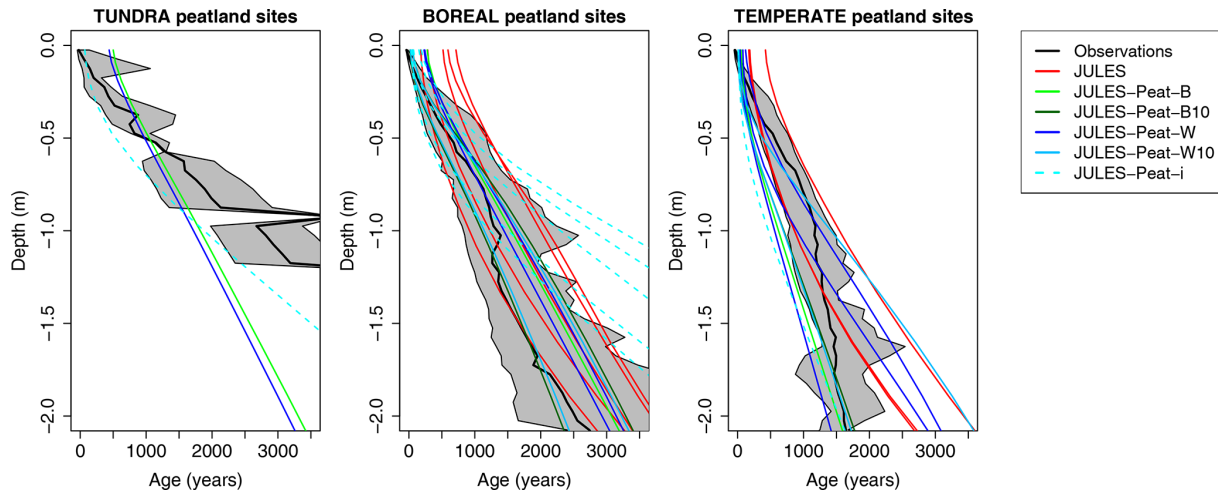 TUNDRA peatland sites
BOREAL peatland sites
TEMPERATE peatland sites
Depth (m)
0.0
−0.5
−1.0
−1.5
−2.0
0 1000 2000 3000
Age (years)
Depth (m)
0.0
−0.5
−1.0
−1.5
−2.0
0 1000 2000 3000
Age (years)
Depth (m)
0.0
−0.5
−1.0
−1.5
−2.0
0 1000 2000 3000
Age (years)
Observations
JULES
JULES−Peat−B
JULES−Peat−B10
JULES−Peat−W
JULES−Peat−W10
JULES−Peat−i